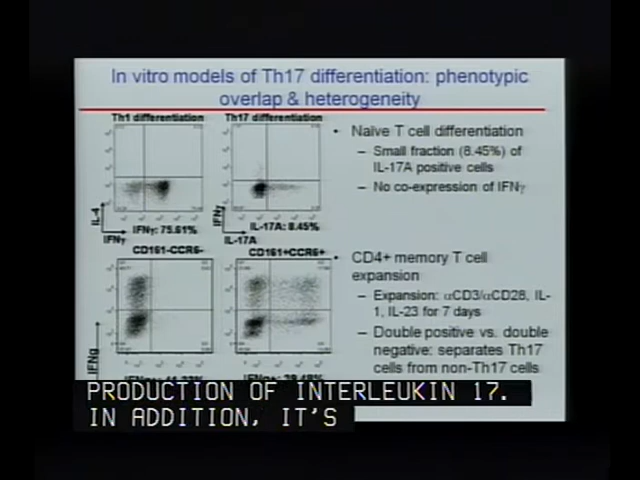 In vitro models of Th17 differentiation: phenotypic
overlap & heterogeneity
Th1 differentiation
Th17 differentiation
IL-4
IFNγ
IFNγ: 75.61%
IFNγ
IL-17A
IL-17A: 8.45%
• Naïve T cell differentiation
– Small fraction (8.45%) of
IL-17A positive cells
– No co-expression of IFNγ
CD161-CCR6-
CD161+CCR6+
IFNg
• CD4+ memory T cell
expansion
– Expansion: αCD3/αCD28, IL-
1, IL-23 for 7 days
– Double positive vs. double
negative: separates Th17
cells from non-Th17 cells
PRODUCTION OF INTERLEUKIN 17.
IN ADDITION, IT'S